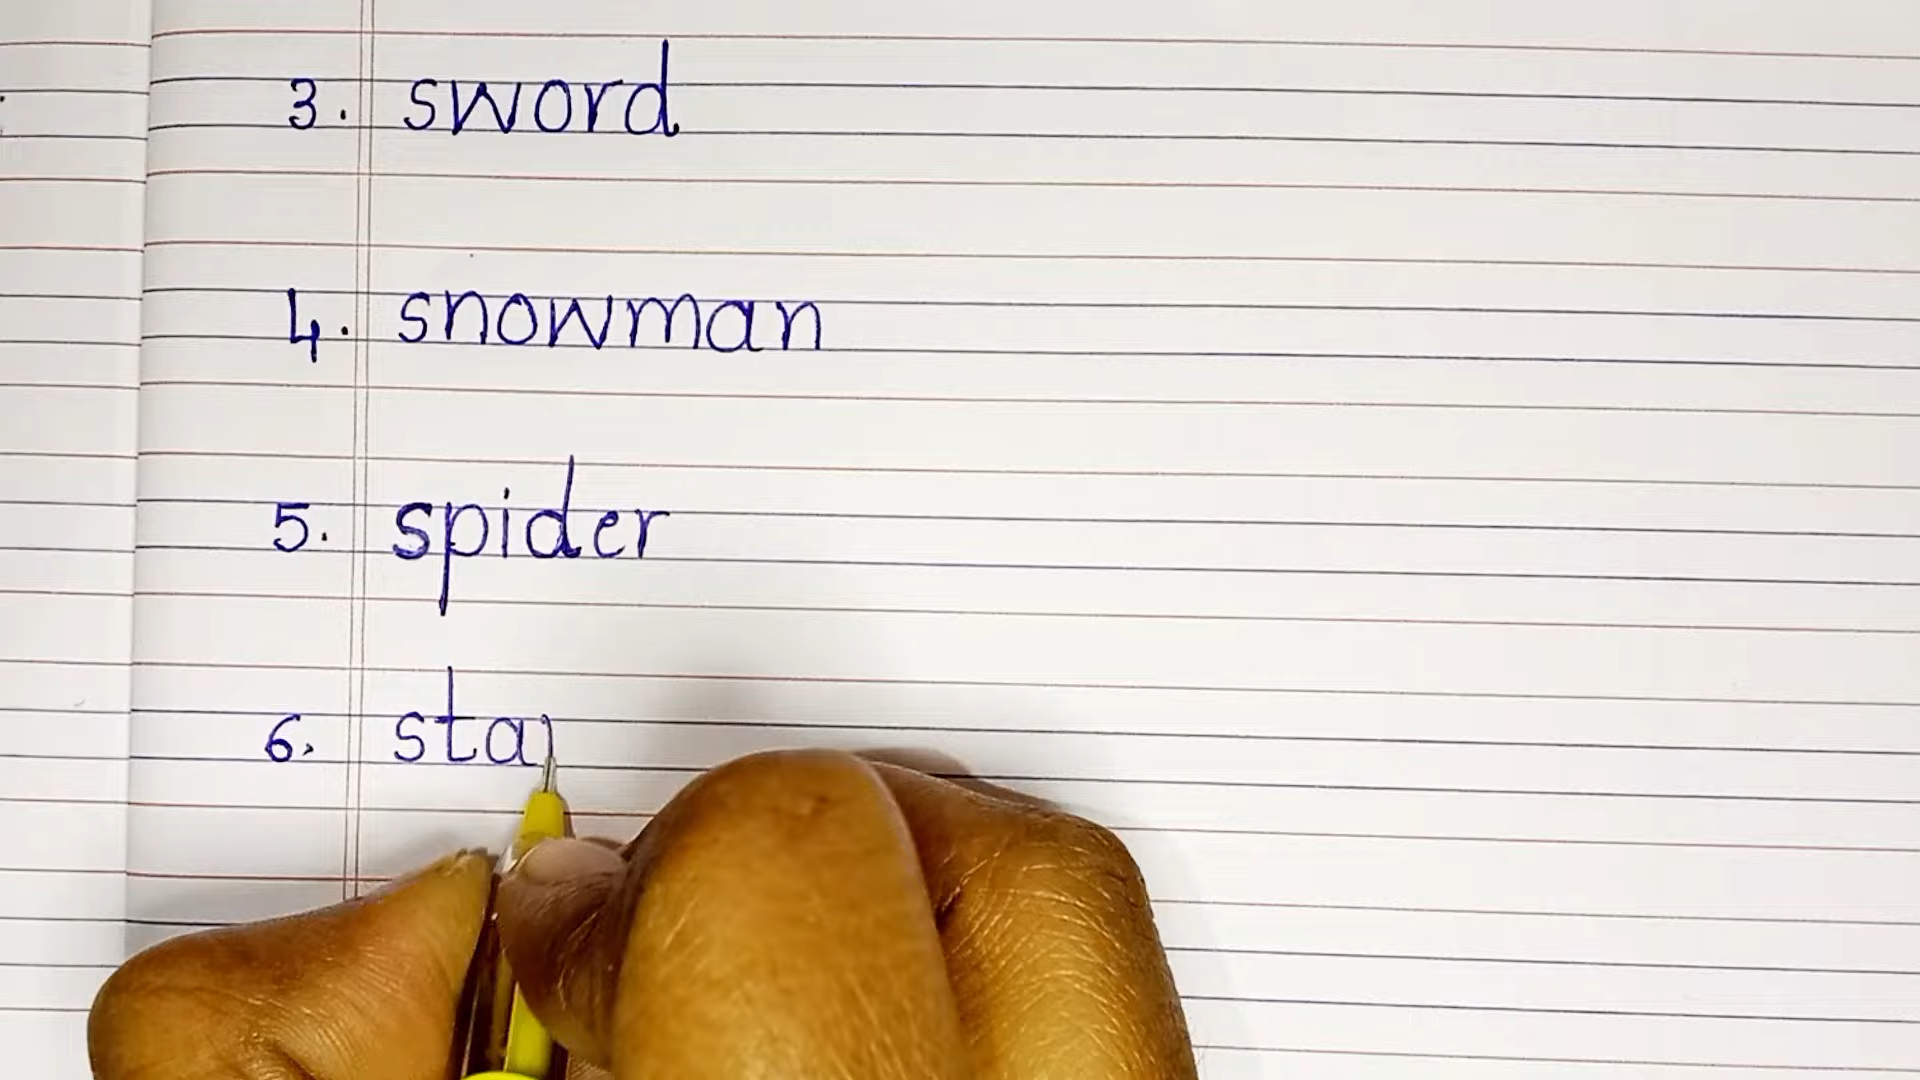 3. sword
4. snowman
5. spider
6. sta